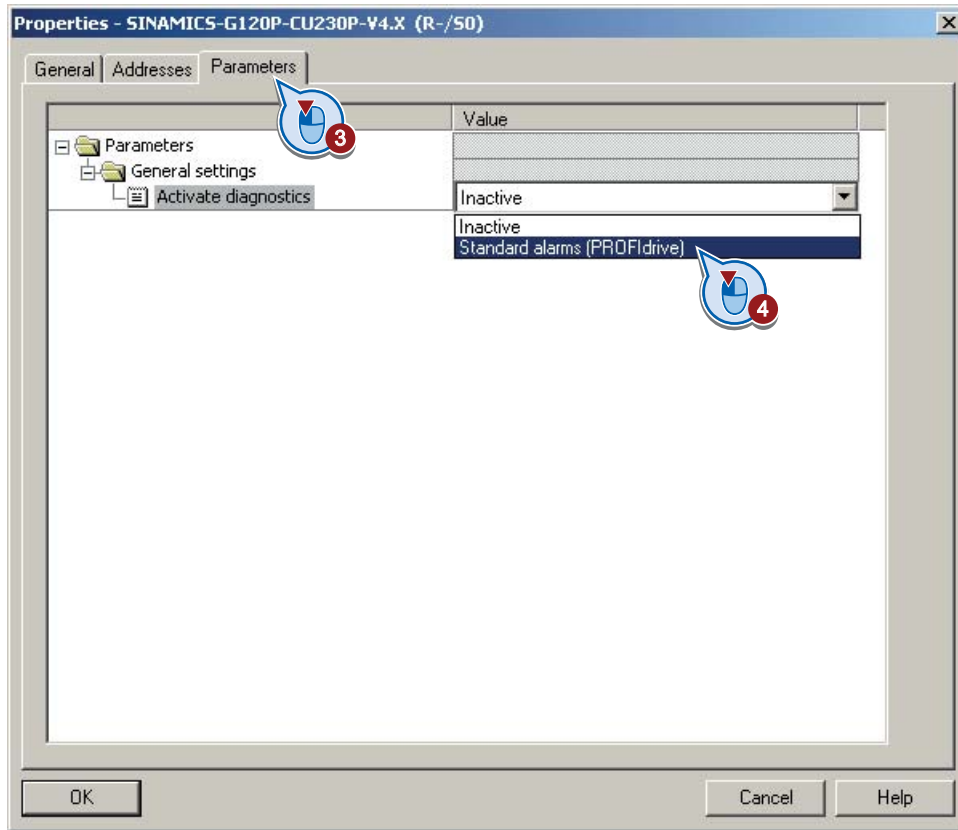 Properties - SINAMICS-G120P-CU230P-V4.X (R-/S0)
General Addresses Parameters
3
Value
Parameters
General settings
Activate diagnostics Inactive
Inactive
Standard alarms (PROFIdrive)
4
OK Cancel Help